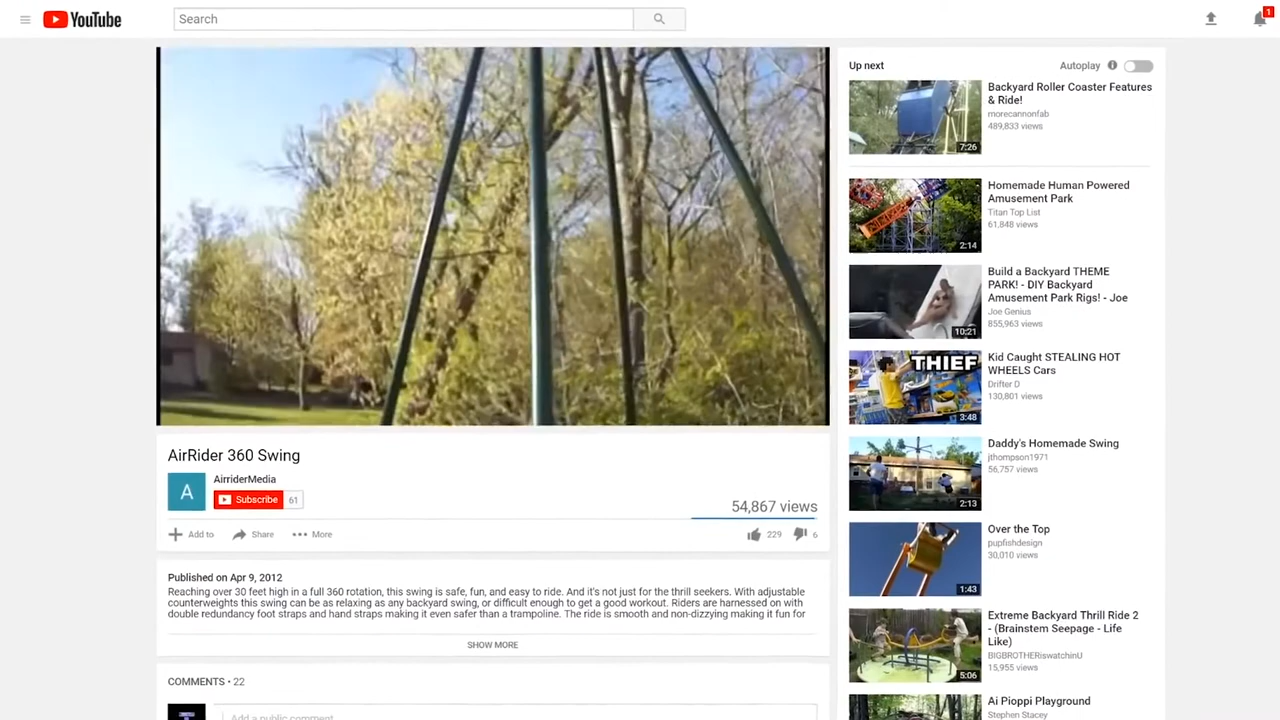 YouTube
Search
1
Up next
Autoplay
Backyard Roller Coaster Features
& Ride!
morecannonfab
489,833 views
7:26
Homemade Human Powered
Amusement Park
Titan Top List
61,848 views
2:14
Build a Backyard THEME
PARK! - DIY Backyard
Amusement Park Rigs! - Joe
Joe Genius
855,963 views
10:21
THIEF
Kid Caught STEALING HOT
WHEELS Cars
Drifter D
130,801 views
3:48
Daddy's Homemade Swing
jthompson1971
56,757 views
2:13
Over the Top
pupfishdesign
30,010 views
1:43
Extreme Backyard Thrill Ride 2
- (Brainstem Seepage - Life
Like)
BIGBROTHERiswatchinU
15,955 views
5:06
Ai Pioppi Playground
Stephen Stacey
AirRider 360 Swing
A
AirriderMedia
Subscribe 61
54,867 views
Add to Share More
229 6
Published on Apr 9, 2012
Reaching over 30 feet high in a full 360 rotation, this swing is safe, fun, and easy to ride. And it's not just for the thrill seekers. With adjustable
counterweights this swing can be as relaxing as any backyard swing, or difficult enough to get a good workout. Riders are harnessed on with
double redundancy foot straps and hand straps making it even safer than a trampoline. The ride is smooth and non-dizzying making it fun for
SHOW MORE
COMMENTS • 22
Add a public comment